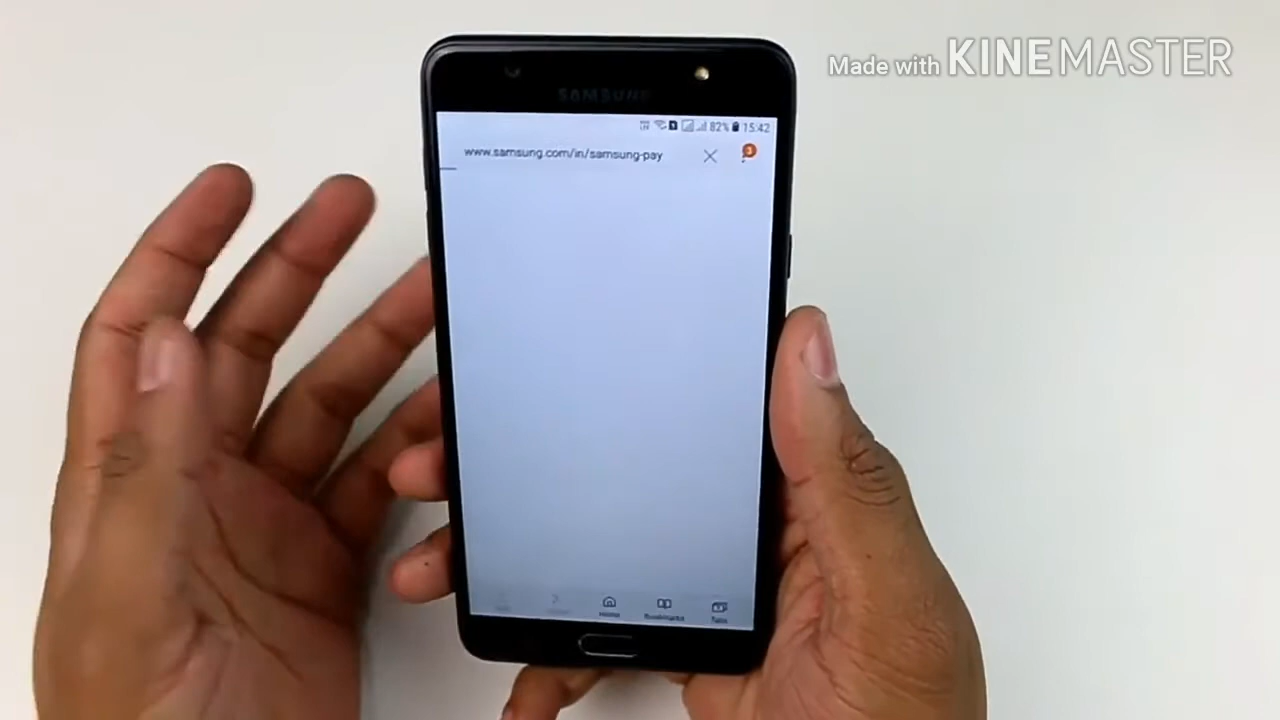 Made with KINEMASTER
SAMSUNG
82% 15:42
www.samsung.com/in/samsung-pay
3
Home
Bookmarks
Tabs